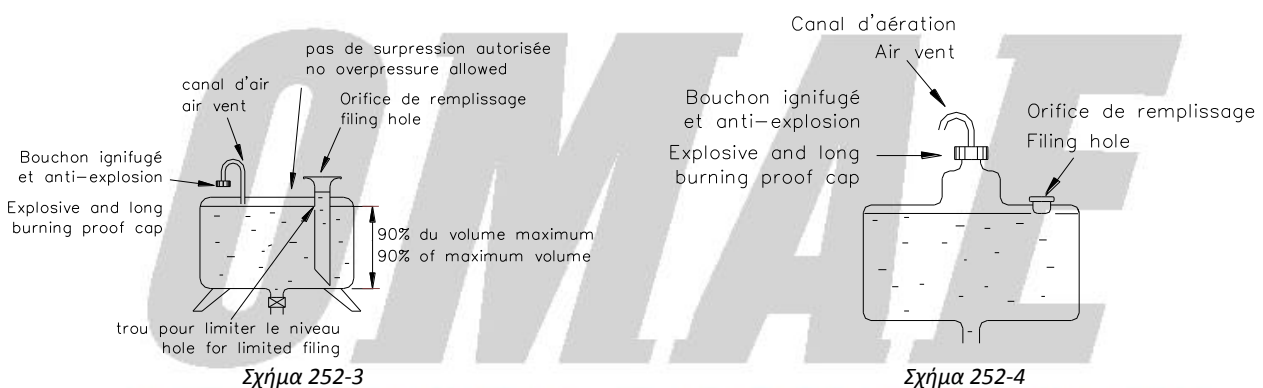 OMAE
pas de surpression autorisée
no overpressure allowed
canal d'air
air vent
Orifice de remplissage
filing hole
Bouchon ignifugé
et anti-explosion
Explosive and long
burning proof cap
90% du volume maximum
90% of maximum volume
trou pour limiter le niveau
hole for limited filing
Σχήμα 252-3
Canal d'aération
Air vent
Bouchon ignifugé
et anti-explosion
Explosive and long
burning proof cap
Orifice de remplissage
Filing hole
Σχήμα 252-4